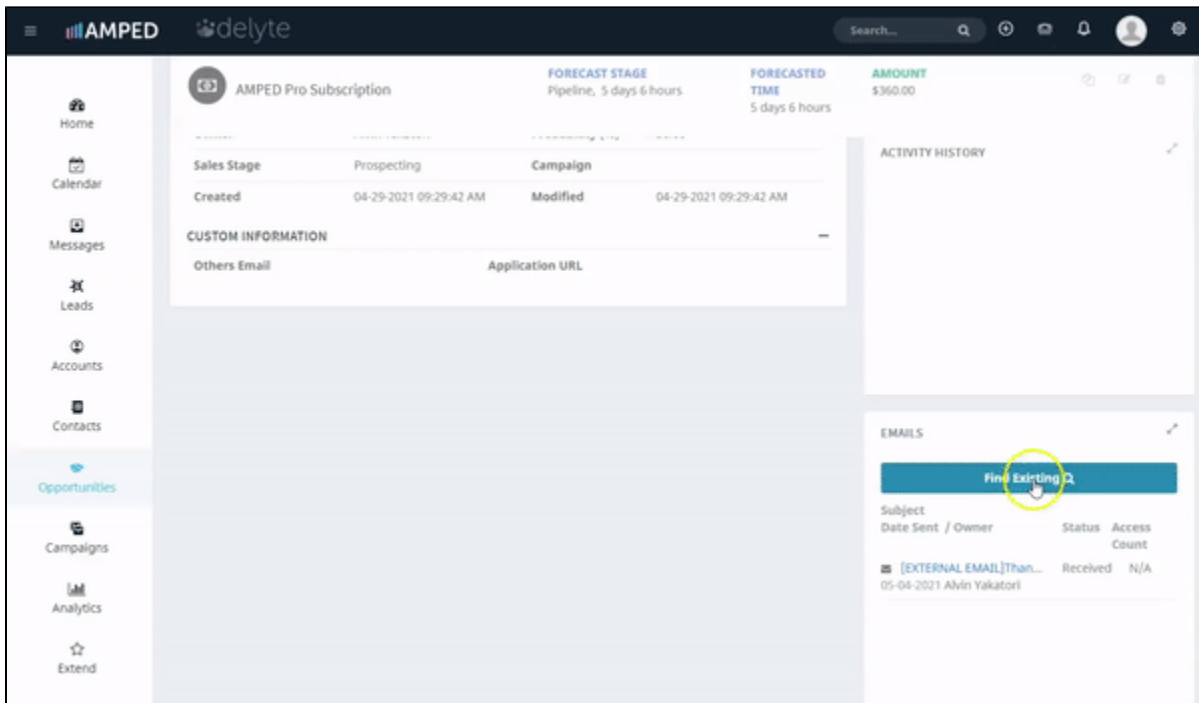 AMPED
delyte
Search...
Home
Calendar
Messages
Leads
Accounts
Contacts
Opportunities
Campaigns
Analytics
Extend
AMPED Pro Subscription
FORECAST STAGE
Pipeline, 5 days 6 hours
FORECASTED
TIME
5 days 6 hours
AMOUNT
$360.00
Sales Stage Prospecting Campaign
Created 04-29-2021 09:29:42 AM Modified 04-29-2021 09:29:42 AM
CUSTOM INFORMATION
Others Email Application URL
ACTIVITY HISTORY
EMAILS
Find Existing
Subject
Date Sent / Owner Status Access
Count
[EXTERNAL EMAIL]Than... Received N/A
05-04-2021 Alvin Yakatori